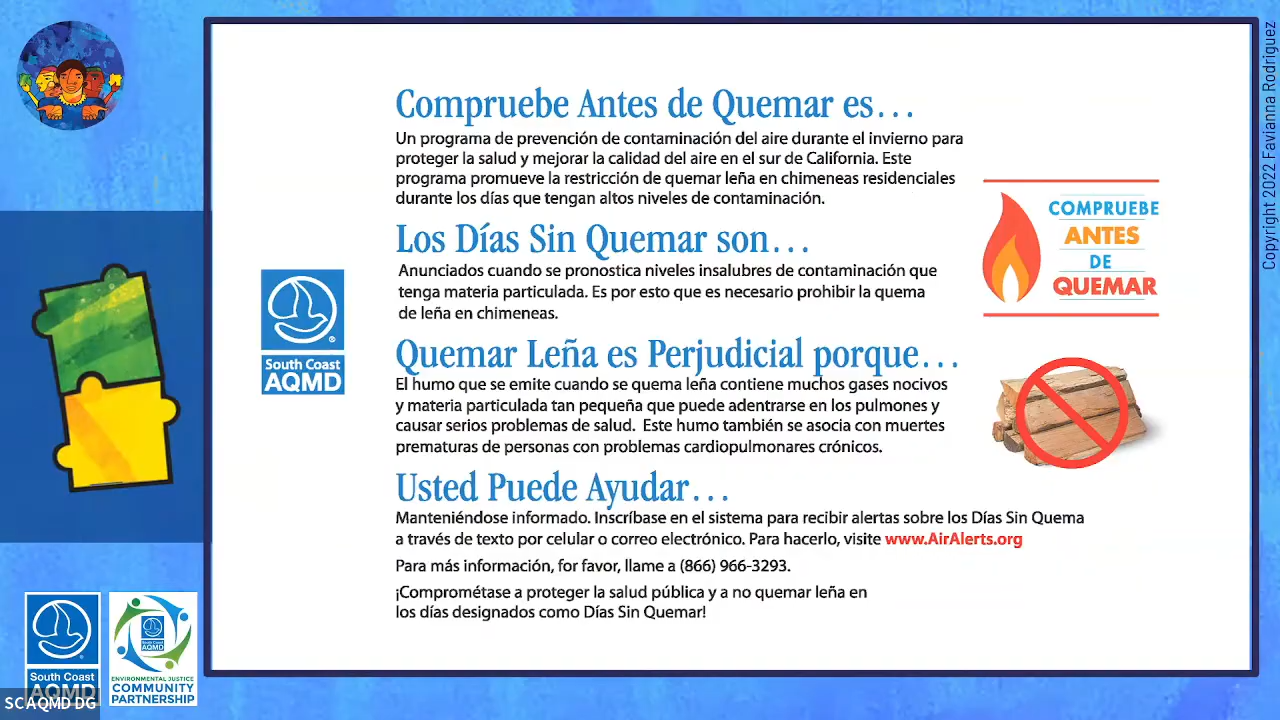 Compruebe Antes de Quemar es...
Un programa de prevención de contaminación del aire durante el invierno para
proteger la salud y mejorar la calidad del aire en el sur de California. Este
programa promueve la restricción de quemar leña en chimeneas residenciales
durante los días que tengan altos niveles de contaminación.
Los Días Sin Quemar son...
Anunciados cuando se pronostica niveles insalubres de contaminación que
tenga materia particulada. Es por esto que es necesario prohibir la quema
de leña en chimeneas.
Quemar Leña es Perjudicial porque...
El humo que se emite cuando se quema leña contiene muchos gases nocivos
y materia particulada tan pequeña que puede adentrarse en los pulmones y
causar serios problemas de salud. Este humo también se asocia con muertes
prematuras de personas con problemas cardiopulmonares crónicos.
Usted Puede Ayudar...
Manteniéndose informado. Inscríbase en el sistema para recibir alertas sobre los Días Sin Quema
a través de texto por celular o correo electrónico. Para hacerlo, visite www.AirAlerts.org
Para más información, for favor, llame a (866) 966-3293.
¡Comprométase a proteger la salud pública y a no quemar leña en
los días designados como Días Sin Quemar!
COMPRUEBE
ANTES
DE
QUEMAR
South Coast
AQMD
South Coast
AQMD
South Coast
AQMD
ENVIRONMENTAL JUSTICE
COMMUNITY
PARTNERSHIP
SCAQMD DG
Copyright 2022 Favianna Rodriguez